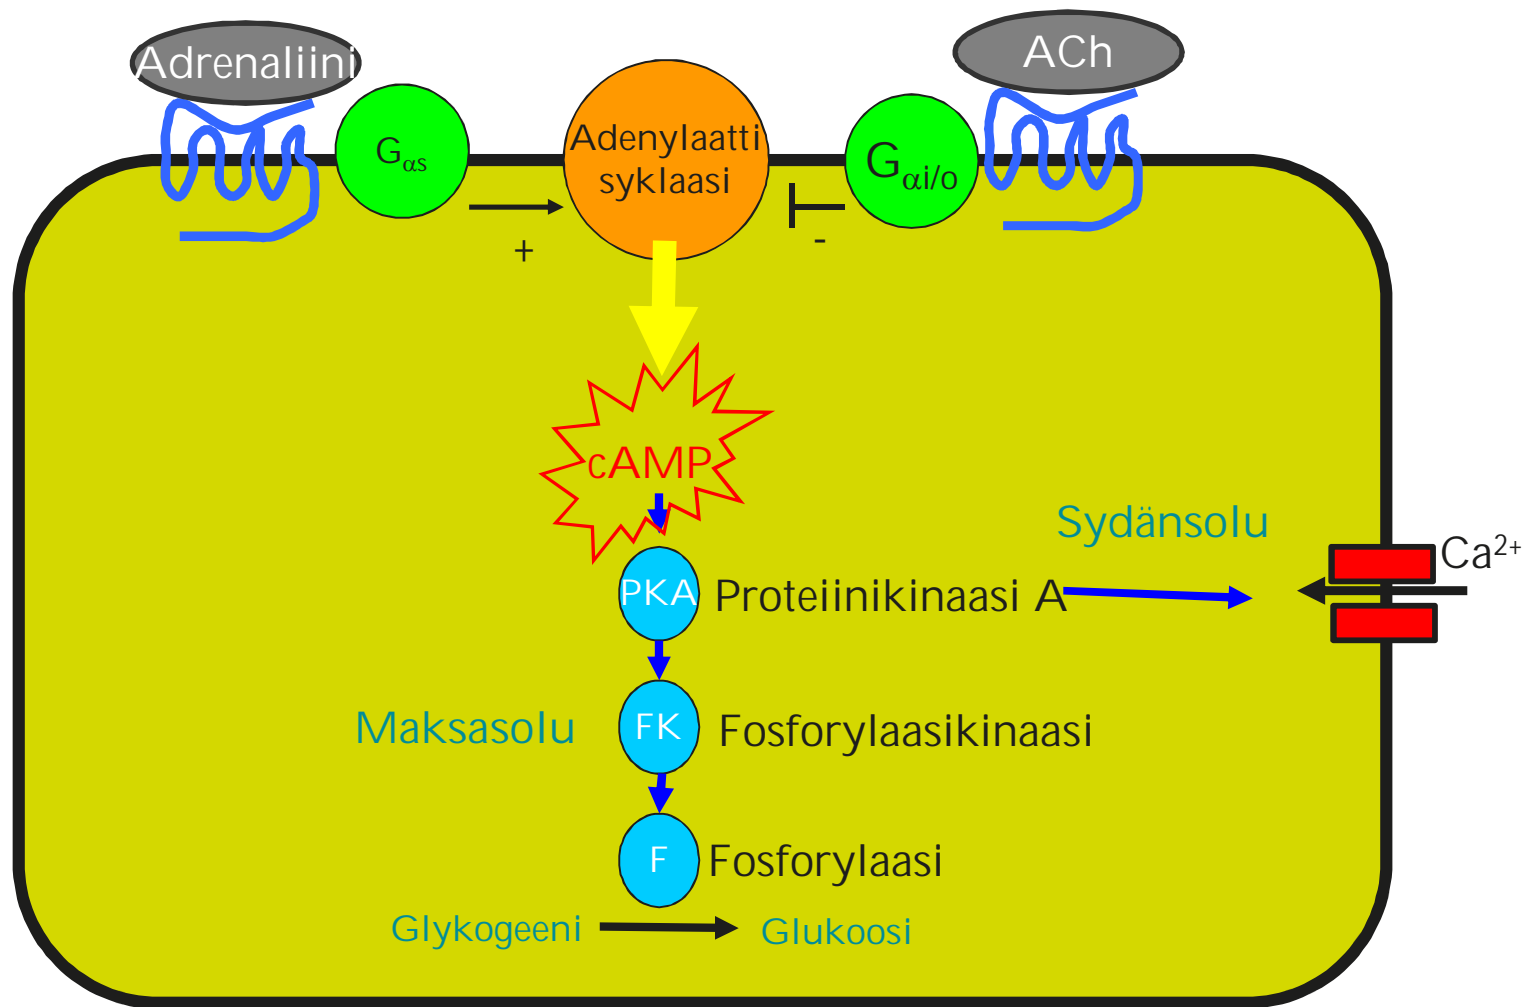 Adrenaliini
ACh
Gαs
Adenylaatti
syklaasi
Gαi/o
+
-
cAMP
Sydänsolu
Ca²⁺
PKA
Proteiinikinaasi A
Maksasolu
FK
Fosforylaasikinaasi
F
Fosforylaasi
Glykogeeni
Glukoosi